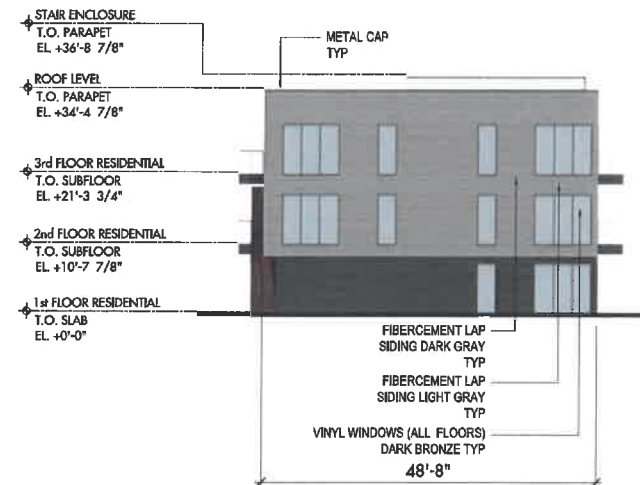 STAIR ENCLOSURE
T.O. PARAPET
EL. +36'-8 7/8"
METAL CAP
TYP
ROOF LEVEL
T.O. PARAPET
EL. +34'-4 7/8"
3rd FLOOR RESIDENTIAL
T.O. SUBFLOOR
EL. +21'-3 3/4"
2nd FLOOR RESIDENTIAL
T.O. SUBFLOOR
EL. +10'-7 7/8"
1st FLOOR RESIDENTIAL
T.O. SLAB
EL. +0'-0"
FIBERCEMENT LAP
SIDING DARK GRAY
TYP
FIBERCEMENT LAP
SIDING LIGHT GRAY
TYP
VINYL WINDOWS (ALL FLOORS)
DARK BRONZE TYP
48'-8"